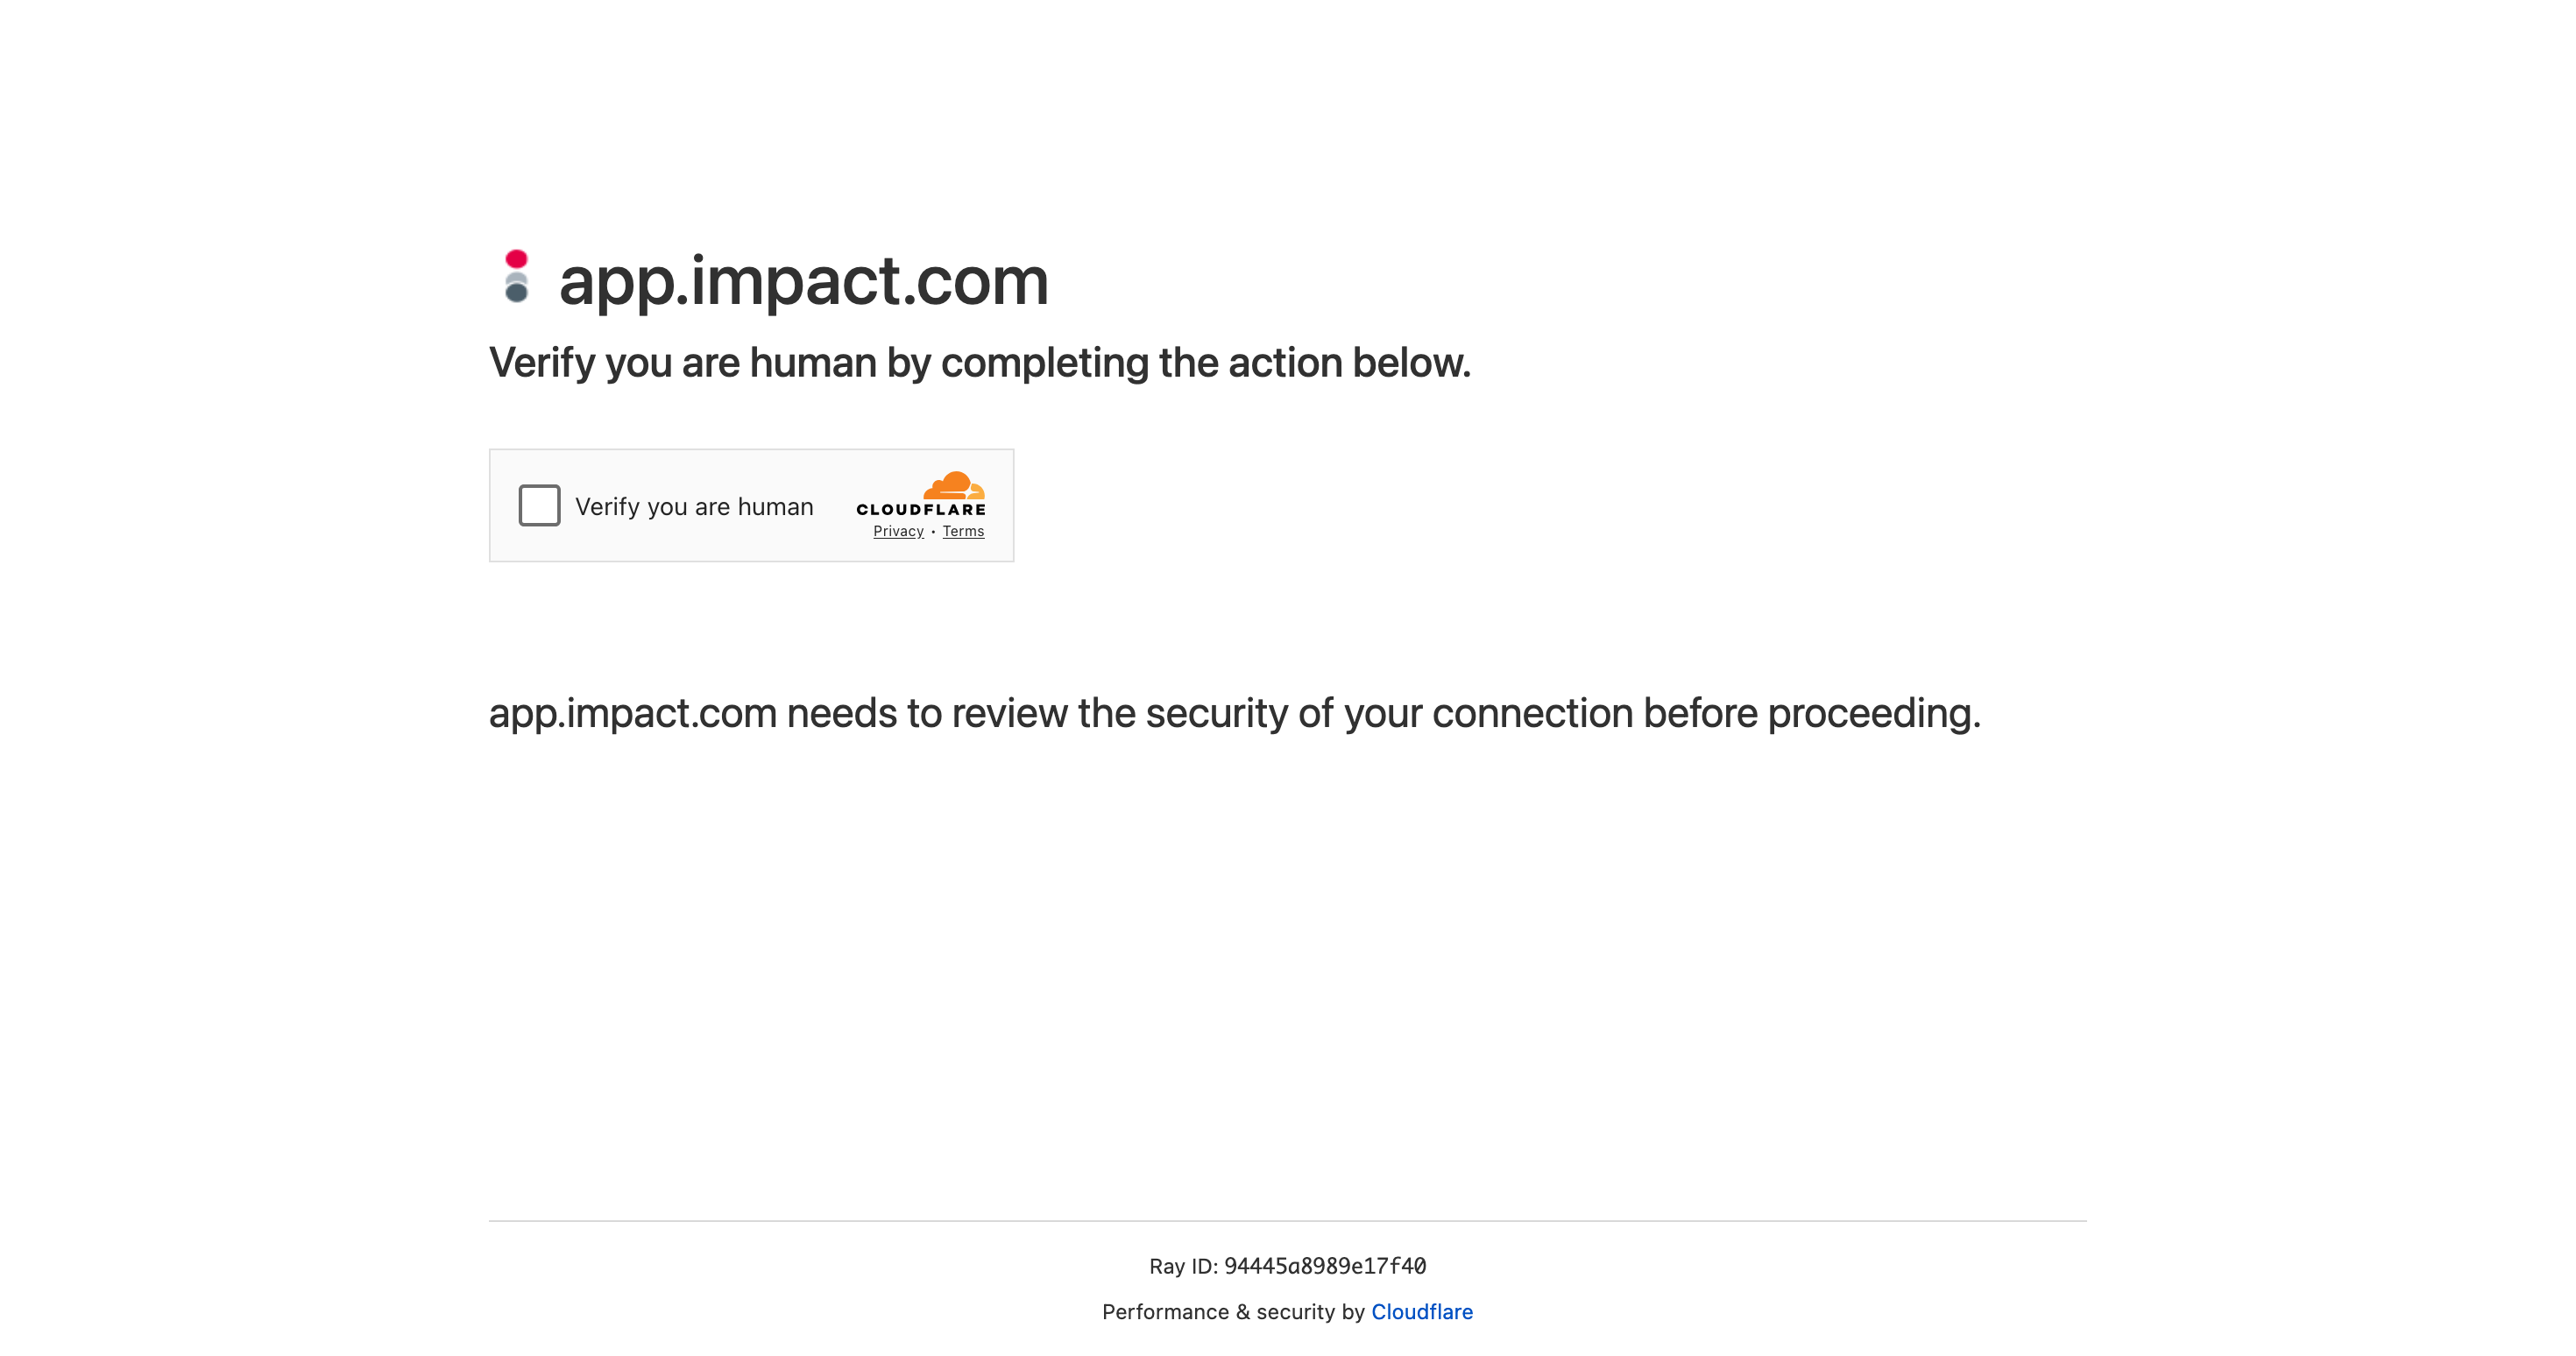 app.impact.com
Verify you are human by completing the action below.
Verify you are human
CLOUDFLARE
Privacy • Terms
app.impact.com needs to review the security of your connection before proceeding.
Ray ID: 94445a8989e17f40
Performance & security by Cloudflare